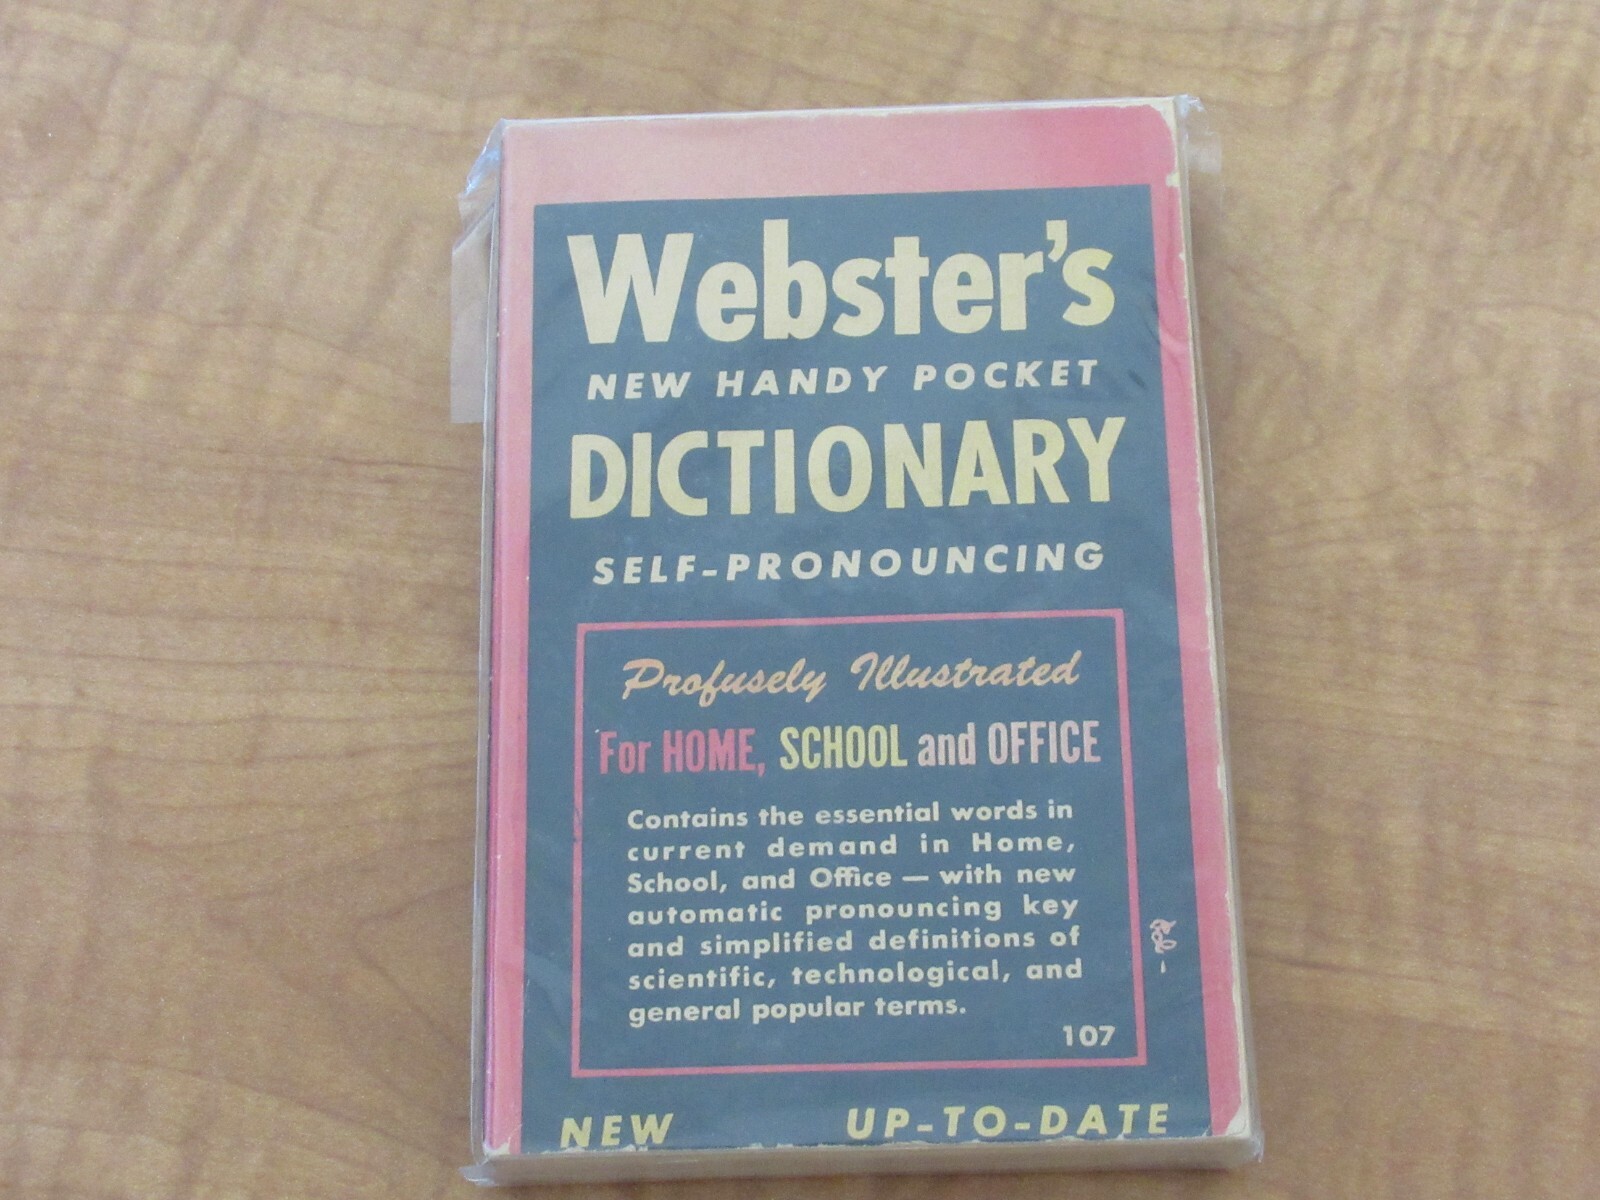 Webster's
NEW HANDY POCKET
DICTIONARY
SELF-PRONOUNCING
Profusely Illustrated
For HOME, SCHOOL and OFFICE
Contains the essential words in
current demand in Home,
School, and Office — with new
automatic pronouncing key
and simplified definitions of
scientific, technological, and
general popular terms.
107
NEW UP-TO-DATE